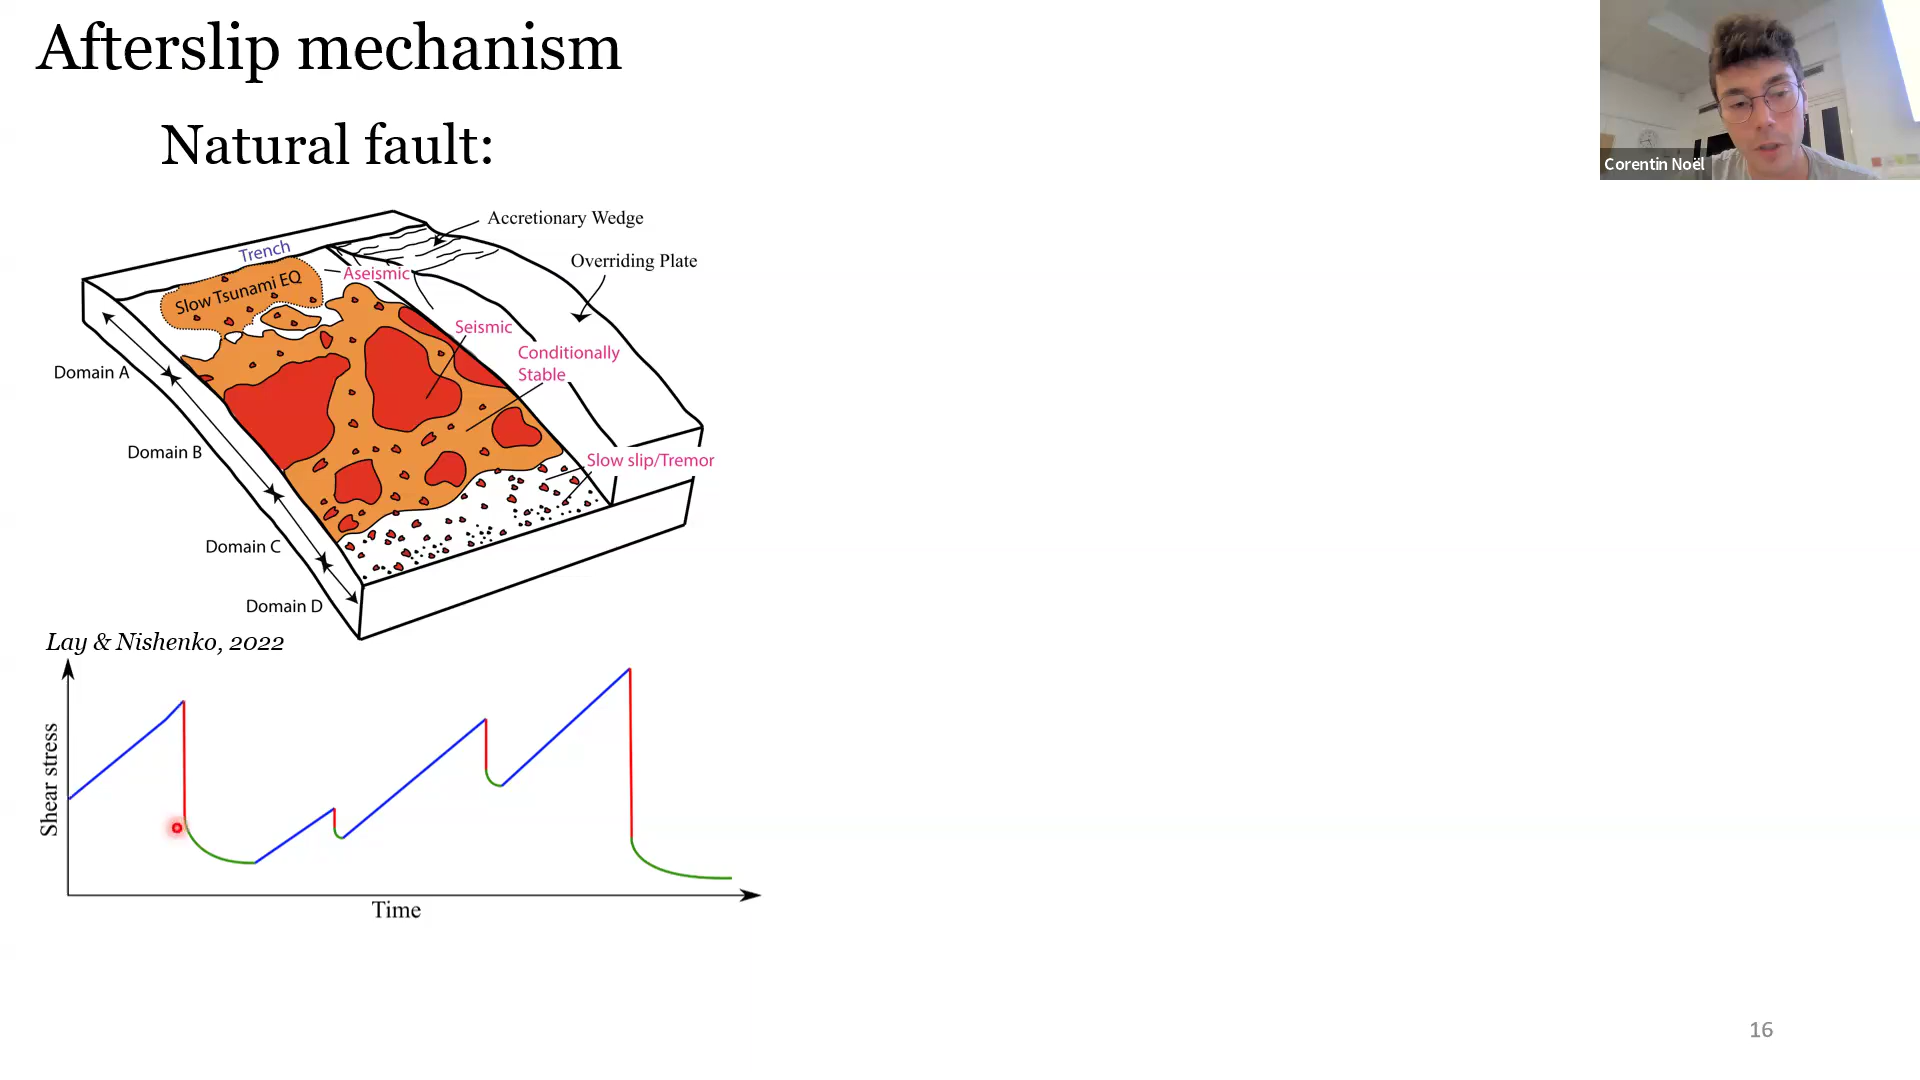 Afterslip mechanism
Natural fault:
Corentin Noël
Accretionary Wedge
Trench
Overriding Plate
Slow Tsunami EQ
Aseismic
Seismic
Conditionally
Stable
Domain A
Domain B
Slow slip/Tremor
Domain C
Domain D
Lay & Nishenko, 2022
Shear stress
Time
16